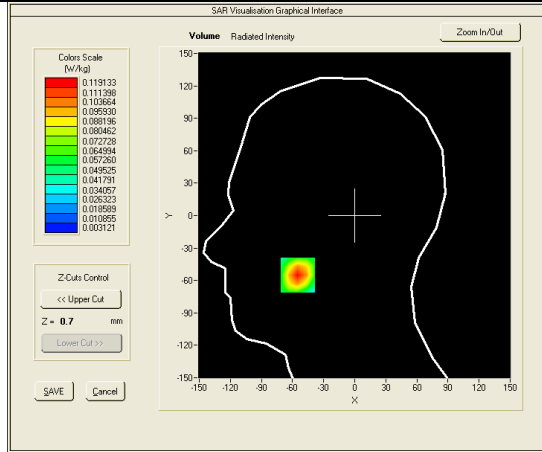 SAR Visualisation Graphical Interface
Volume Radiated Intensity
Zoom In/Out
Colors Scale
(W/kg)
0.119133
0.111398
0.103664
0.095930
0.088196
0.080462
0.072728
0.064994
0.057260
0.049525
0.041791
0.034057
0.026323
0.018589
0.010855
0.003121
Z-Cuts Control
<< Upper Cut
Z = 0.7 mm
Lower Cut >>
SAVE Cancel
150
120
90
60
30
0
-30
-60
-90
-120
-150
Y
-150 -120 -90 -60 -30 0 30 60 90 120 150
X